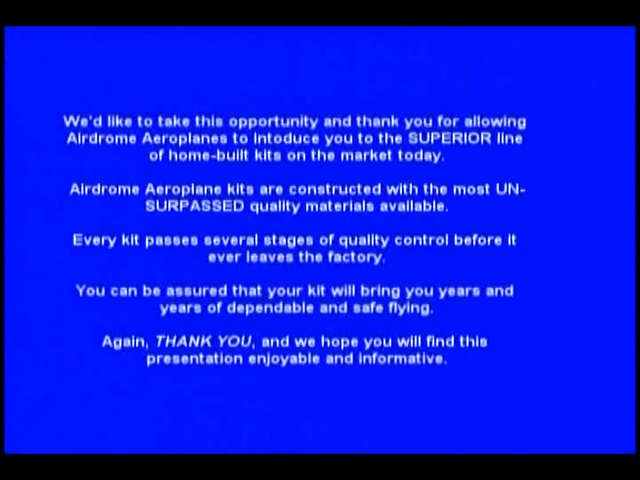 We'd like to take this opportunity and thank you for allowing
Airdrome Aeroplanes to intoduce you to the SUPERIOR line
of home-built kits on the market today.
Airdrome Aeroplane kits are constructed with the most UN-
SURPASSED quality materials available.
Every kit passes several stages of quality control before it
ever leaves the factory.
You can be assured that your kit will bring you years and
years of dependable and safe flying.
Again, THANK YOU, and we hope you will find this
presentation enjoyable and informative.